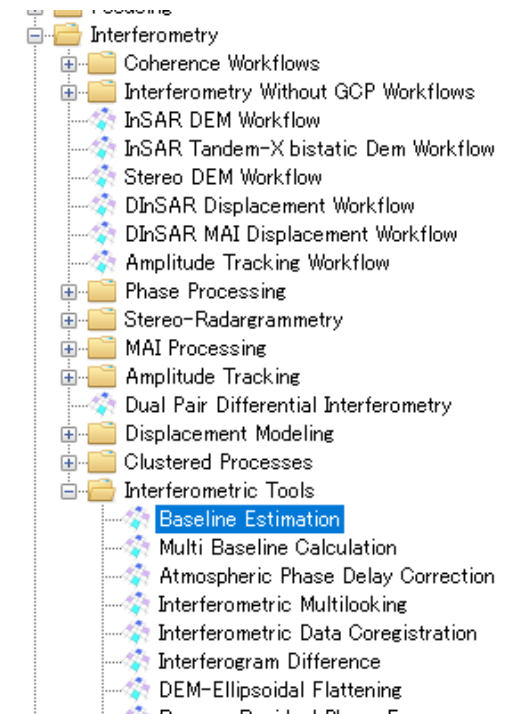 Interferometry
Coherence Workflows
Interferometry Without GCP Workflows
InSAR DEM Workflow
InSAR Tandem-X bistatic Dem Workflow
Stereo DEM Workflow
DInSAR Displacement Workflow
DInSAR MAI Displacement Workflow
Amplitude Tracking Workflow
Phase Processing
Stereo-Radargrammetry
MAI Processing
Amplitude Tracking
Dual Pair Differential Interferometry
Displacement Modeling
Clustered Processes
Interferometric Tools
Baseline Estimation
Multi Baseline Calculation
Atmospheric Phase Delay Correction
Interferometric Multilooking
Interferometric Data Coregistration
Interferogram Difference
DEM-Ellipsoidal Flattening